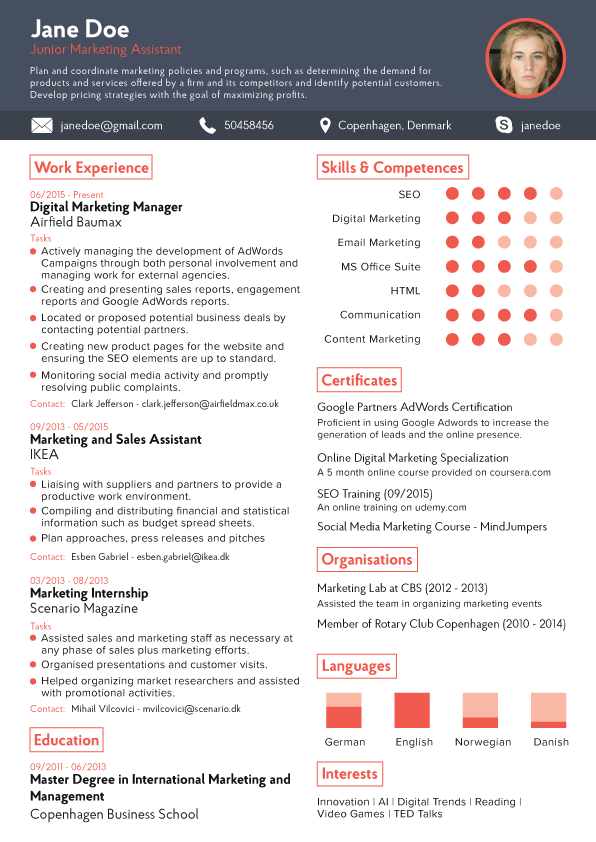 Jane Doe
Junior Marketing Assistant
Plan and coordinate marketing policies and programs, such as determining the demand for
products and services offered by a firm and its competitors and identify potential customers.
Develop pricing strategies with the goal of maximizing profits.
janedoe@gmail.com
50458456
Copenhagen, Denmark
janedoe
Work Experience
06/2015 - Present
Digital Marketing Manager
Airfield Baumax
Tasks
Actively managing the development of AdWords
Campaigns through both personal involvement and
managing work for external agencies.
Creating and presenting sales reports, engagement
reports and Google AdWords reports.
Located or proposed potential business deals by
contacting potential partners.
Creating new product pages for the website and
ensuring the SEO elements are up to standard.
Monitoring social media activity and promptly
resolving public complaints.
Contact: Clark Jefferson - clark.jefferson@airfieldmax.co.uk
09/2013 - 05/2015
Marketing and Sales Assistant
IKEA
Tasks
Liaising with suppliers and partners to provide a
productive work environment.
Compiling and distributing financial and statistical
information such as budget spread sheets.
Plan approaches, press releases and pitches
Contact: Esben Gabriel - esben.gabriel@ikea.dk
03/2013 - 08/2013
Marketing Internship
Scenario Magazine
Tasks
Assisted sales and marketing staff as necessary at
any phase of sales plus marketing efforts.
Organised presentations and customer visits.
Helped organizing market researchers and assisted
with promotional activities.
Contact: Mihail Vilcovici - mvilcovici@scenario.dk
Education
09/2011 - 06/2013
Master Degree in International Marketing and
Management
Copenhagen Business School
Skills & Competences
SEO
Digital Marketing
Email Marketing
MS Office Suite
HTML
Communication
Content Marketing
Certificates
Google Partners AdWords Certification
Proficient in using Google Adwords to increase the
generation of leads and the online presence.
Online Digital Marketing Specialization
A 5 month online course provided on coursera.com
SEO Training (09/2015)
An online training on udemy.com
Social Media Marketing Course - MindJumpers
Organisations
Marketing Lab at CBS (2012 - 2013)
Assisted the team in organizing marketing events
Member of Rotary Club Copenhagen (2010 - 2014)
Languages
German
English
Norwegian
Danish
Interests
Innovation | AI | Digital Trends | Reading |
Video Games | TED Talks